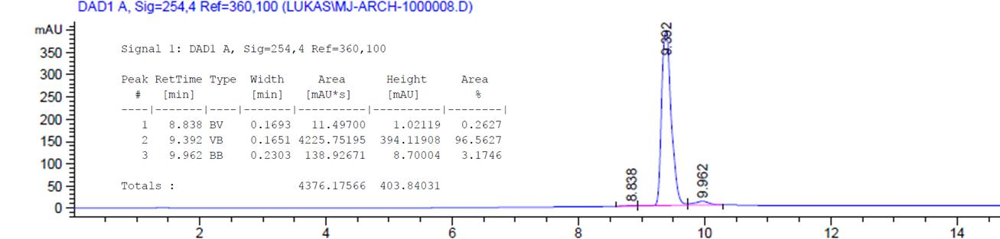 DAD1 A, Sig=254,4 Ref=360,100 (LUKAS\MJ-ARCH-1000008.D)
mAU
Signal 1: DAD1 A, Sig=254,4 Ref=360,100
Peak RetTime Type Width Area Height Area
# [min] [min] [mAU*s] [mAU] %
----|-------|----|-------|----------|----------|--------|
1 8.838 BV 0.1693 11.49700 1.02119 0.2627
2 9.392 VB 0.1651 4225.75195 394.11908 96.5627
3 9.962 BB 0.2303 138.92671 8.70004 3.1746
Totals : 4376.17566 403.84031
350
300
250
200
150
100
50
0
8.838
9.392
9.962
2 4 6 8 10 12 14